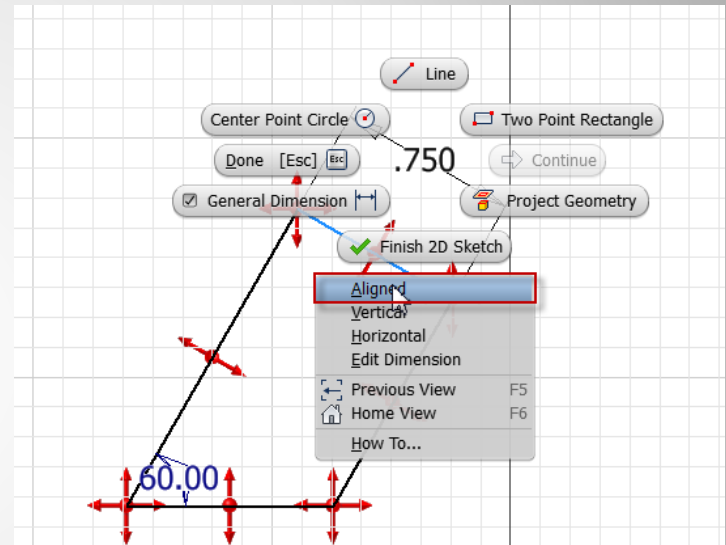 Line
Center Point Circle
Two Point Rectangle
Done [Esc] Esc
.750
Continue
General Dimension
Project Geometry
Finish 2D Sketch
Aligned
Vertical
Horizontal
Edit Dimension
Previous View F5
Home View F6
How To...
60.00